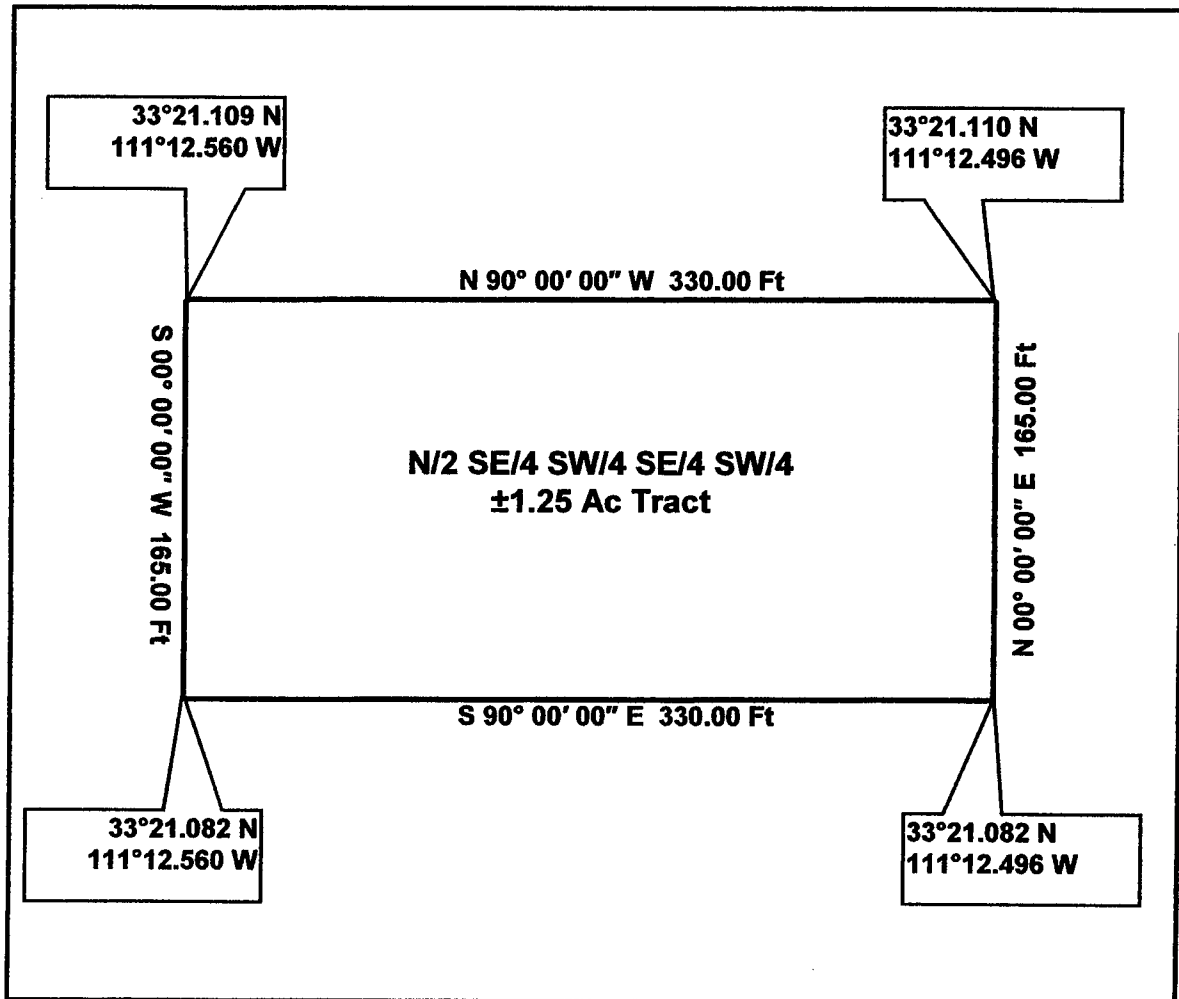 33°21.109 N
111°12.560 W
33°21.110 N
111°12.496 W
N 90° 00′ 00″ W 330.00 Ft
S 00° 00′ 00″ W 165.00 Ft
N/2 SE/4 SW/4 SE/4 SW/4
±1.25 Ac Tract
N 00° 00′ 00″ E 165.00 Ft
S 90° 00′ 00″ E 330.00 Ft
33°21.082 N
111°12.560 W
33°21.082 N
111°12.496 W